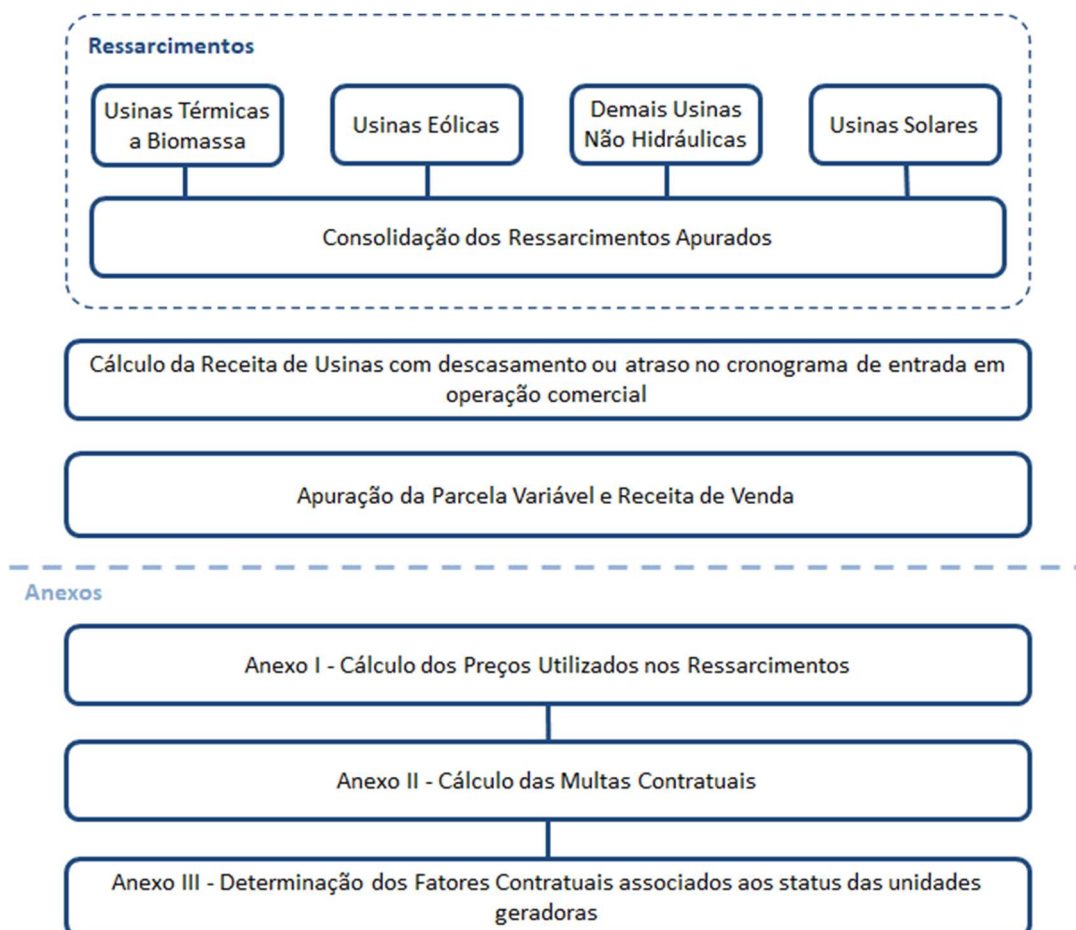 Ressarcimentos
Usinas Térmicas
a Biomassa
Usinas Eólicas
Demais Usinas
Não Hidráulicas
Usinas Solares
Consolidação dos Ressarcimentos Apurados
Cálculo da Receita de Usinas com descasamento ou atraso no cronograma de entrada em
operação comercial
Apuração da Parcela Variável e Receita de Venda
Anexos
Anexo I - Cálculo dos Preços Utilizados nos Ressarcimentos
Anexo II - Cálculo das Multas Contratuais
Anexo III - Determinação dos Fatores Contratuais associados aos status das unidades
geradoras